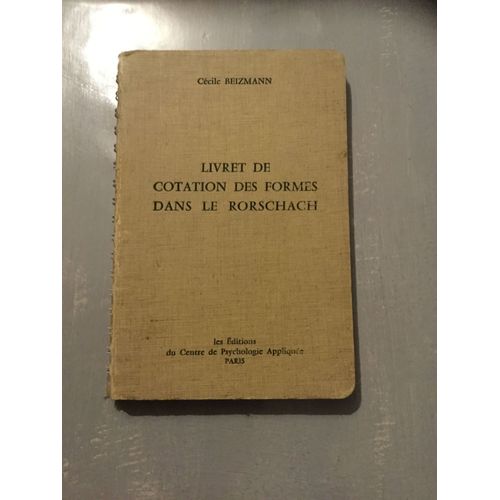 Cécile BEIZMANN
LIVRET DE
COTATION DES FORMES
DANS LE RORSCHACH
les Éditions
du Centre de Psychologie Appliquée
PARIS